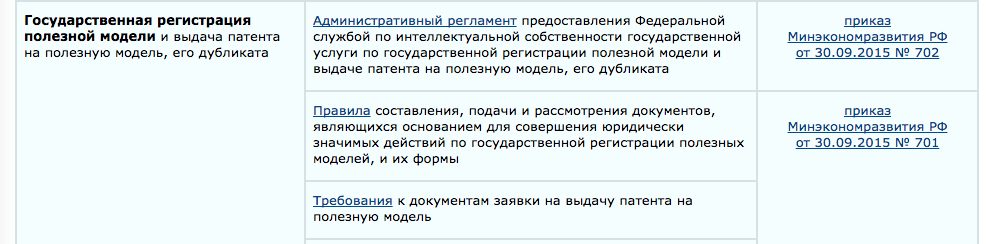 Государственная регистрация
полезной модели и выдача патента
на полезную модель, его дубликата
Административный регламент предоставления Федеральной
службой по интеллектуальной собственности государственной
услуги по государственной регистрации полезной модели и
выдаче патента на полезную модель, его дубликата
приказ
Минэкономразвития РФ
от 30.09.2015 № 702
Правила составления, подачи и рассмотрения документов,
являющихся основанием для совершения юридически
значимых действий по государственной регистрации полезных
моделей, и их формы
приказ
Минэкономразвития РФ
от 30.09.2015 № 701
Требования к документам заявки на выдачу патента на
полезную модель